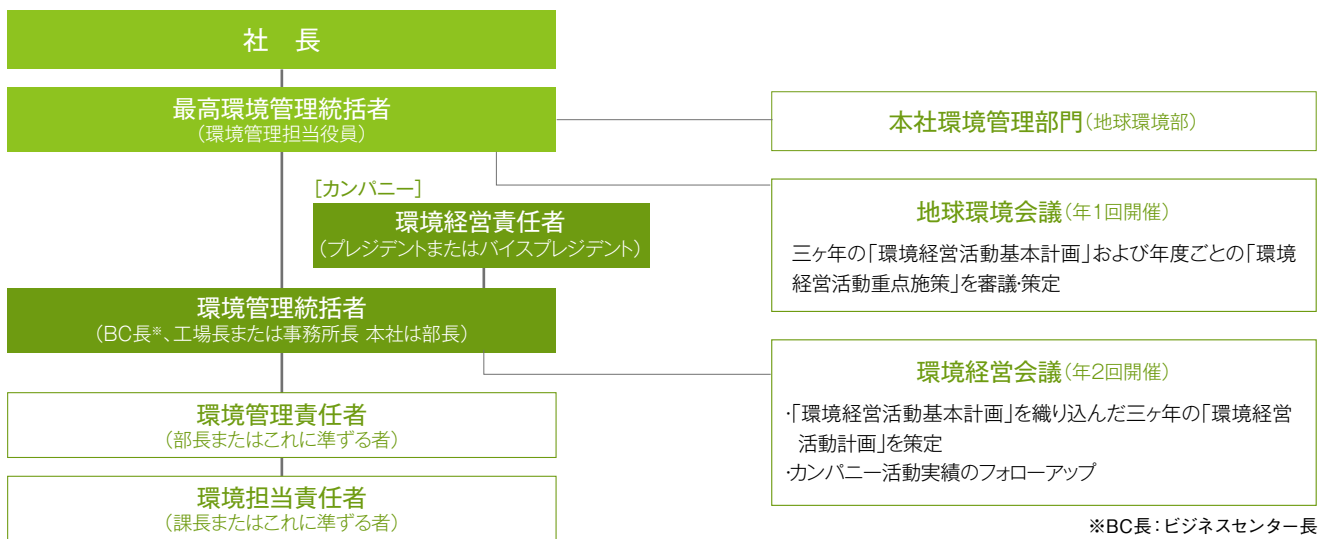 社 長
最高環境管理統括者
（環境管理担当役員）
本社環境管理部門（地球環境部）
［カンパニー］
環境経営責任者
（プレジデントまたはバイスプレジデント）
地球環境会議（年1回開催）
三ヶ年の「環境経営活動基本計画」および年度ごとの「環境
経営活動重点施策」を審議・策定
環境管理統括者
（BC長※、工場長または事務所長 本社は部長）
環境経営会議（年2回開催）
・「環境経営活動基本計画」を織り込んだ三ヶ年の「環境経営
活動計画」を策定
・カンパニー活動実績のフォローアップ
環境管理責任者
（部長またはこれに準ずる者）
環境担当責任者
（課長またはこれに準ずる者）
※BC長：ビジネスセンター長